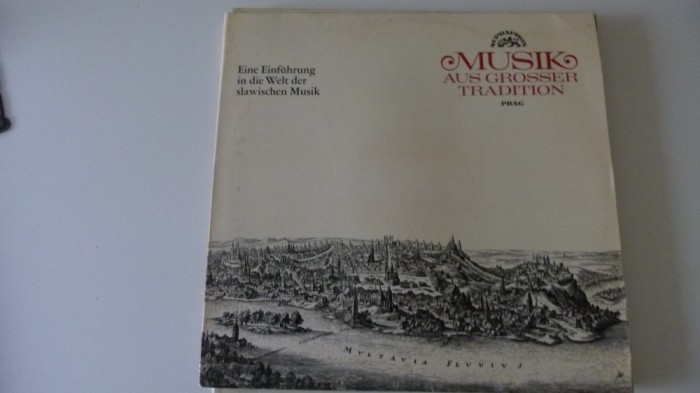 Eine Einführung
in die Welt der
slawischen Musik
SUPRAPHON
MUSIK
AUS GROSSER
TRADITION
PRAG
MULTAVIA FLUVIUS